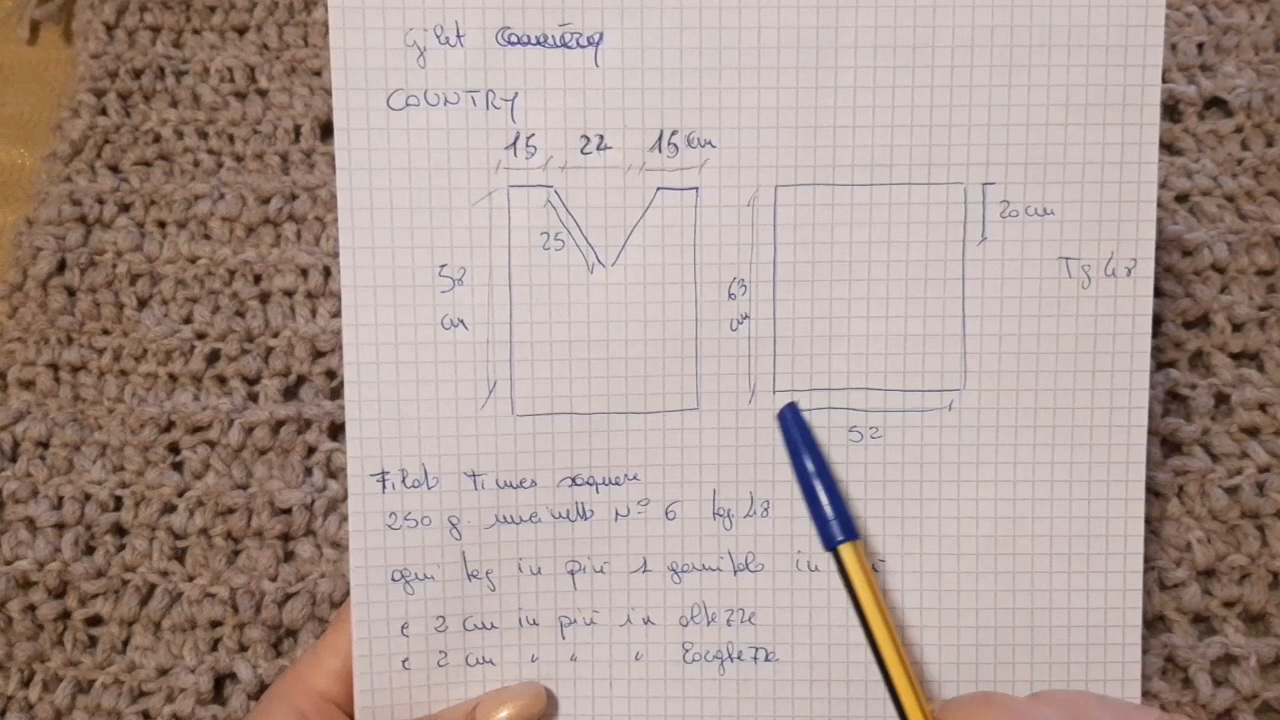 Gilet
COUNTRY
15 22 15 cm
25
58
cm
63
cm
20 cm
Tg 48
52
Filato Times square
250 g. uncinetto N° 6 tg. 48
ogni tg in più 1 gomitolo in
e 2 cm in più in altezza
e 2 cm " " " larghezza